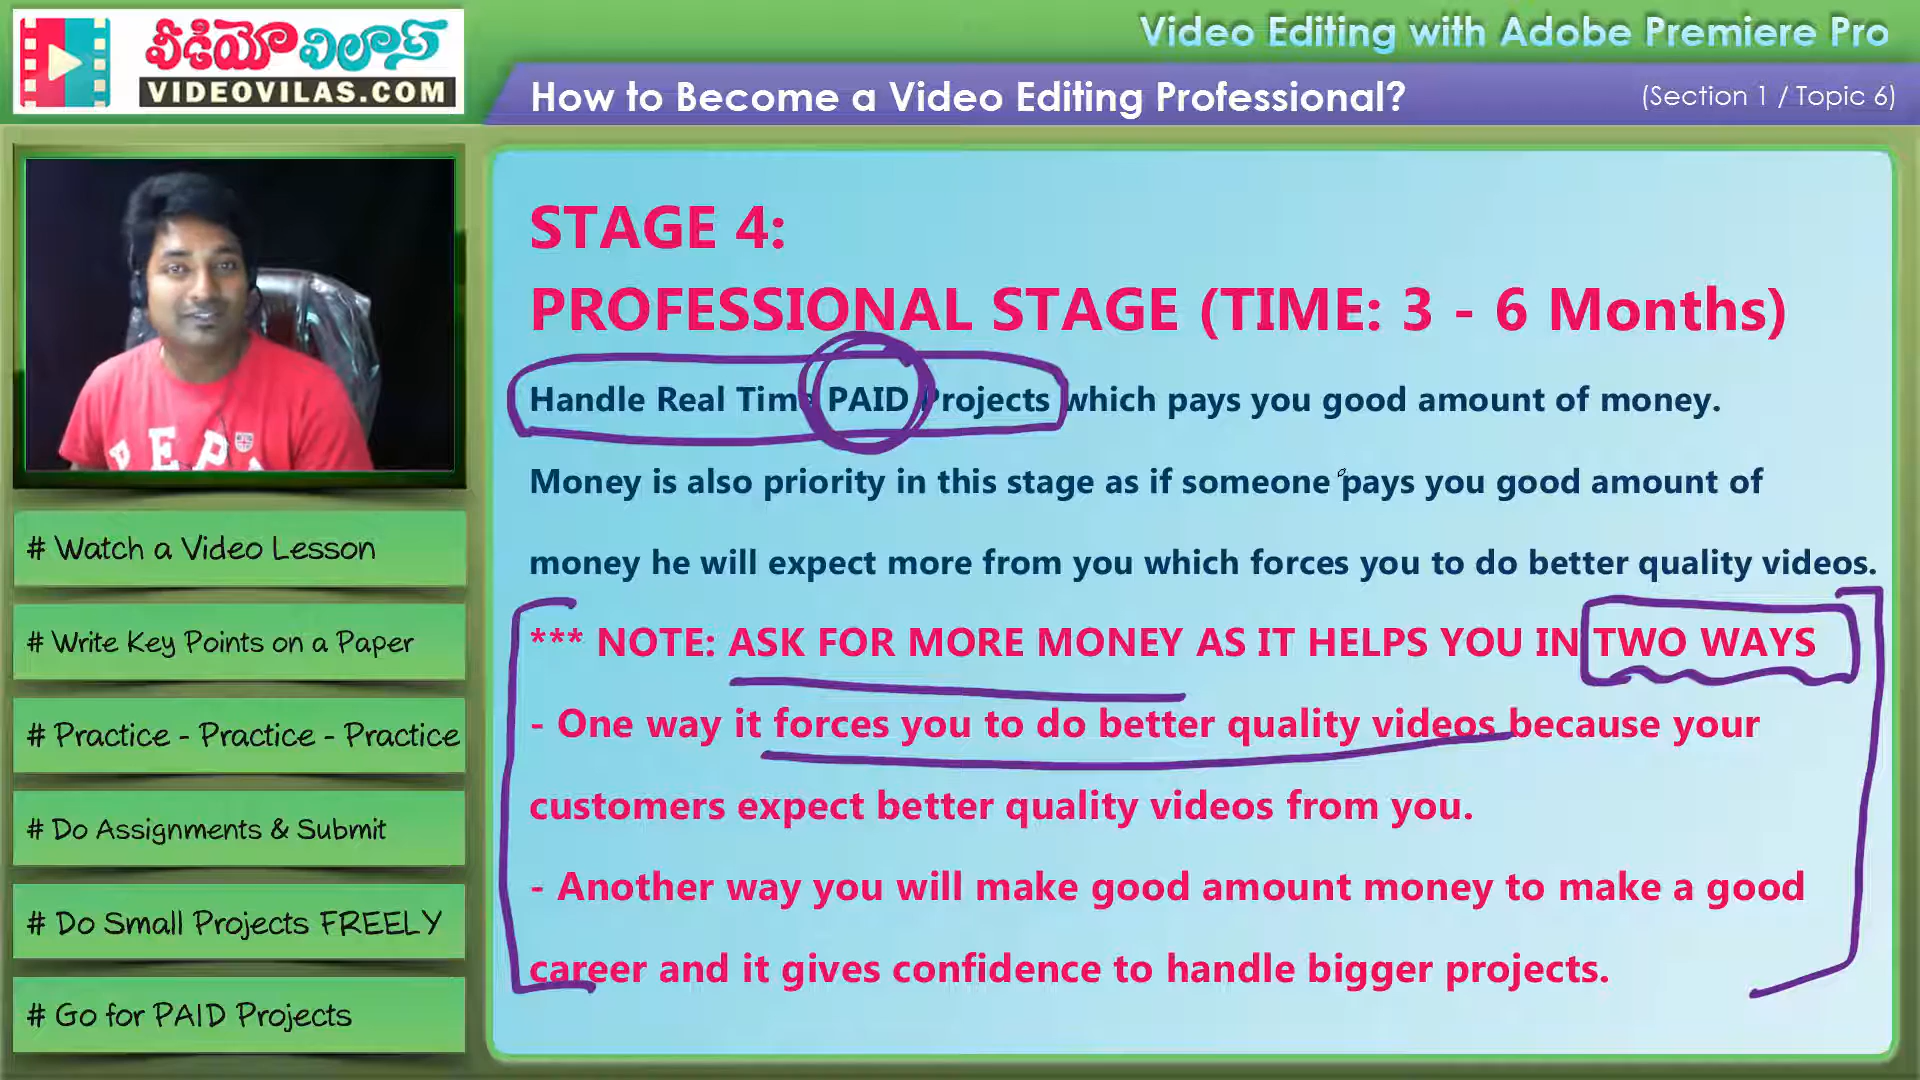 వీడియోవిలాస్
VIDEOVILAS.COM
Video Editing with Adobe Premiere Pro
How to Become a Video Editing Professional?
(Section 1 / Topic 6)
# Watch a Video Lesson
# Write Key Points on a Paper
# Practice - Practice - Practice
# Do Assignments & Submit
# Do Small Projects FREELY
# Go for PAID Projects
STAGE 4:
PROFESSIONAL STAGE (TIME: 3 - 6 Months)
Handle Real Time PAID Projects which pays you good amount of money.
Money is also priority in this stage as if someone pays you good amount of
money he will expect more from you which forces you to do better quality videos.
*** NOTE: ASK FOR MORE MONEY AS IT HELPS YOU IN TWO WAYS
- One way it forces you to do better quality videos because your
customers expect better quality videos from you.
- Another way you will make good amount money to make a good
career and it gives confidence to handle bigger projects.